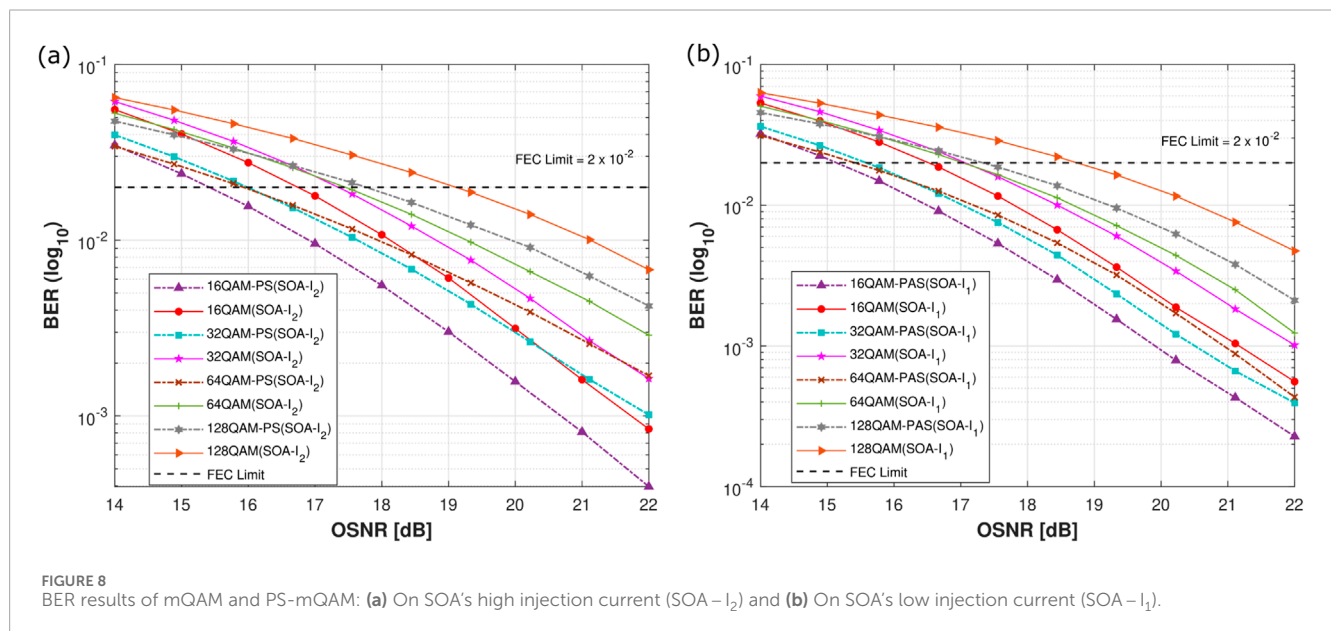 (a)
10⁻¹
10⁻²
10⁻³
BER (log₁₀)
FEC Limit = 2 x 10⁻²
16QAM-PS(SOA-I₂)
16QAM(SOA-I₂)
32QAM-PS(SOA-I₂)
32QAM(SOA-I₂)
64QAM-PS(SOA-I₂)
64QAM(SOA-I₂)
128QAM-PS(SOA-I₂)
128QAM(SOA-I₂)
FEC Limit
14 15 16 17 18 19 20 21 22
OSNR [dB]
(b)
10⁻¹
10⁻²
10⁻³
10⁻⁴
BER (log₁₀)
FEC Limit = 2 x 10⁻²
16QAM-PAS(SOA-I₁)
16QAM(SOA-I₁)
32QAM-PAS(SOA-I₁)
32QAM(SOA-I₁)
64QAM-PAS(SOA-I₁)
64QAM(SOA-I₁)
128QAM-PAS(SOA-I₁)
128QAM(SOA-I₁)
FEC Limit
14 15 16 17 18 19 20 21 22
OSNR [dB]
FIGURE 8
BER results of mQAM and PS-mQAM: (a) On SOA's high injection current (SOA – I₂) and (b) On SOA's low injection current (SOA – I₁).